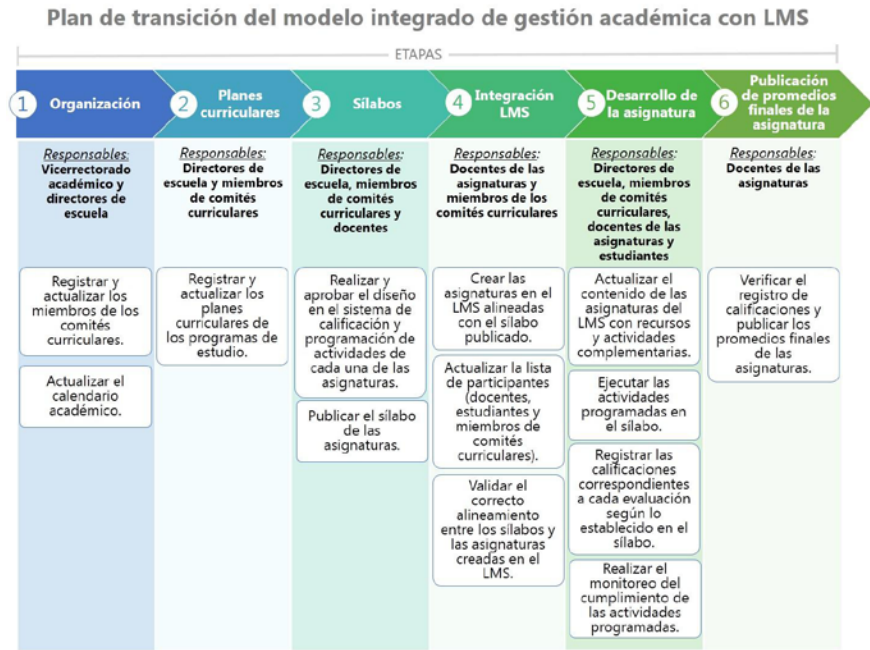 Plan de transición del modelo integrado de gestión académica con LMS
ETAPAS
1
Organización
2
Planes
curriculares
3
Sílabos
4
Integración
LMS
5
Desarrollo de
la asignatura
6
Publicación
de promedios
finales de la
asignatura
Responsables:
Vicerrectorado
académico y
directores de
escuela
Registrar y
actualizar los
miembros de los
comités
curriculares.
Actualizar el
calendario
académico.
Responsables:
Directores de
escuela y miembros
de comités
curriculares
Registrar y
actualizar los
planes
curriculares de
los programas de
estudio.
Responsables:
Directores de
escuela, miembros
de comités
curriculares y
docentes
Realizar y
aprobar el diseño
en el sistema de
calificación y
programación de
actividades de
cada una de las
asignaturas.
Publicar el sílabo
de las
asignaturas.
Responsables:
Docentes de las
asignaturas y
miembros de los
comités curriculares
Crear las
asignaturas en el
LMS alineadas
con el sílabo
publicado.
Actualizar la lista
de participantes
(docentes,
estudiantes y
miembros de
comités
curriculares).
Validar el
correcto
alineamiento
entre los sílabos y
las asignaturas
creadas en el
LMS.
Responsables:
Directores de
escuela, miembros
de comités
curriculares,
docentes de las
asignaturas y
estudiantes
Actualizar el
contenido de las
asignaturas del
LMS con recursos
y actividades
complementarias.
Ejecutar las
actividades
programadas en
el sílabo.
Registrar las
calificaciones
correspondientes
a cada evaluación
según lo
establecido en el
sílabo.
Realizar el
monitoreo del
cumplimiento de
las actividades
programadas.
Responsables:
Docentes de las
asignaturas
Verificar el
registro de
calificaciones y
publicar los
promedios finales
de las
asignaturas.